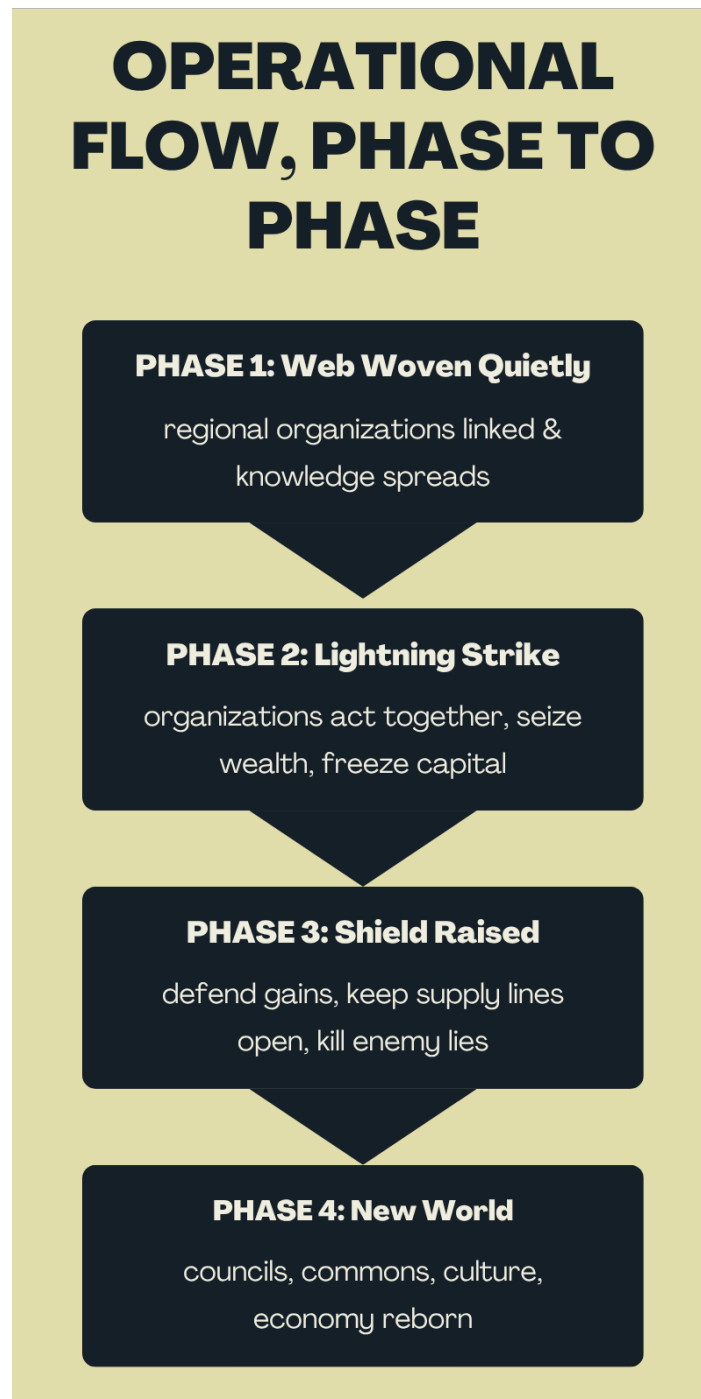 OPERATIONAL
FLOW, PHASE TO
PHASE
PHASE 1: Web Woven Quietly
regional organizations linked &
knowledge spreads
PHASE 2: Lightning Strike
organizations act together, seize
wealth, freeze capital
PHASE 3: Shield Raised
defend gains, keep supply lines
open, kill enemy lies
PHASE 4: New World
councils, commons, culture,
economy reborn